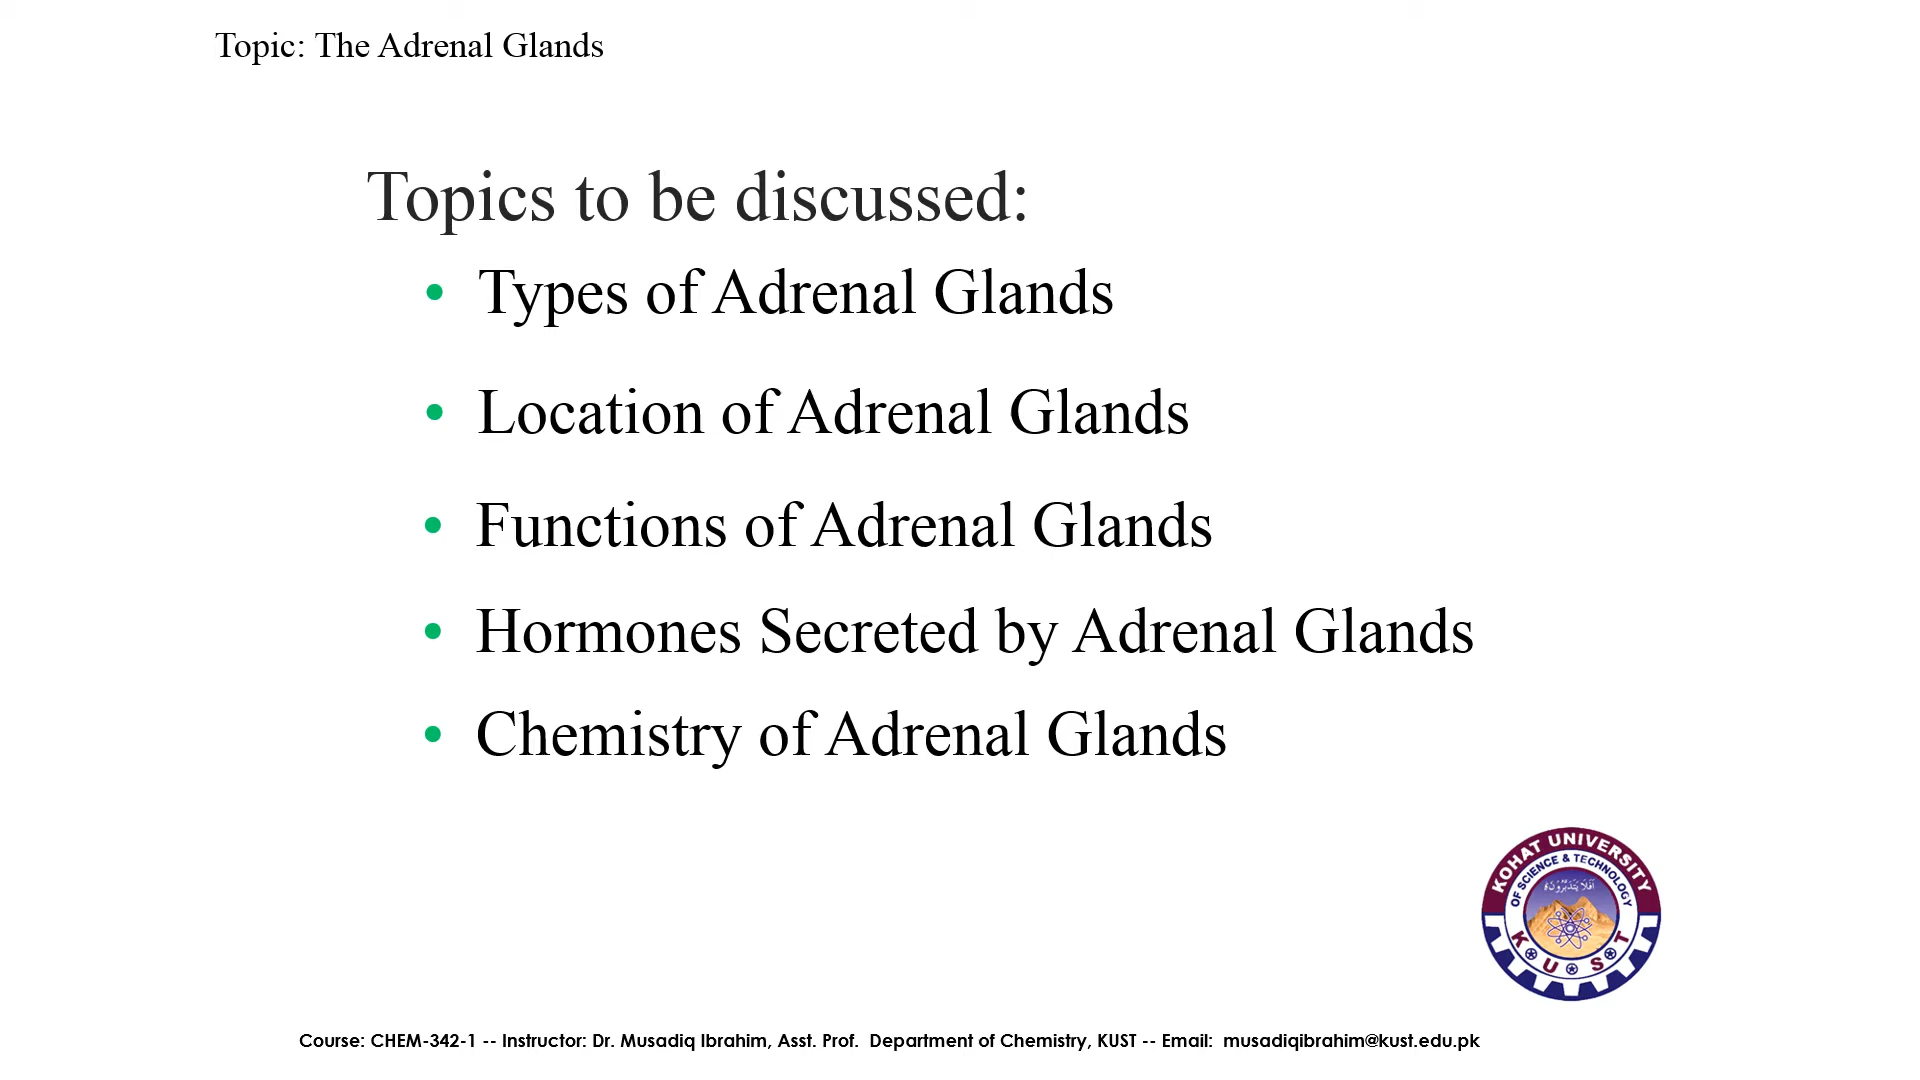 Topic: The Adrenal Glands
Topics to be discussed:
• Types of Adrenal Glands
• Location of Adrenal Glands
• Functions of Adrenal Glands
• Hormones Secreted by Adrenal Glands
• Chemistry of Adrenal Glands
KOHAT UNIVERSITY
OF SCIENCE & TECHNOLOGY
أفلا يتدبرون
K U S T
Course: CHEM-342-1 -- Instructor: Dr. Musadiq Ibrahim, Asst. Prof. Department of Chemistry, KUST -- Email: musadiqibrahim@kust.edu.pk